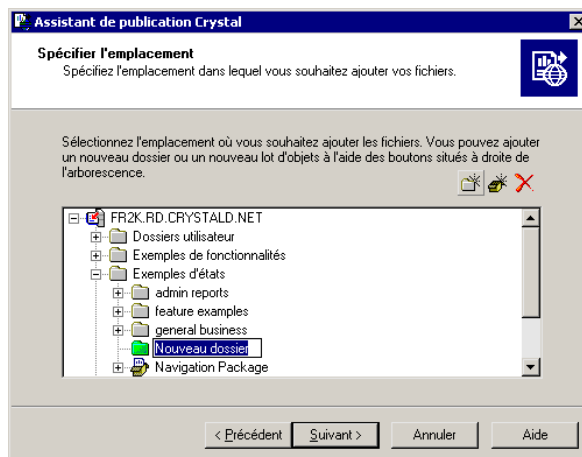 Assistant de publication Crystal
Spécifier l'emplacement
Spécifiez l'emplacement dans lequel vous souhaitez ajouter vos fichiers.
Sélectionnez l'emplacement où vous souhaitez ajouter les fichiers. Vous pouvez ajouter
un nouveau dossier ou un nouveau lot d'objets à l'aide des boutons situés à droite de
l'arborescence.
FR2K.RD.CRYSTALD.NET
Dossiers utilisateur
Exemples de fonctionnalités
Exemples d'états
admin reports
feature examples
general business
Nouveau dossier
Navigation Package
< Précédent Suivant > Annuler Aide